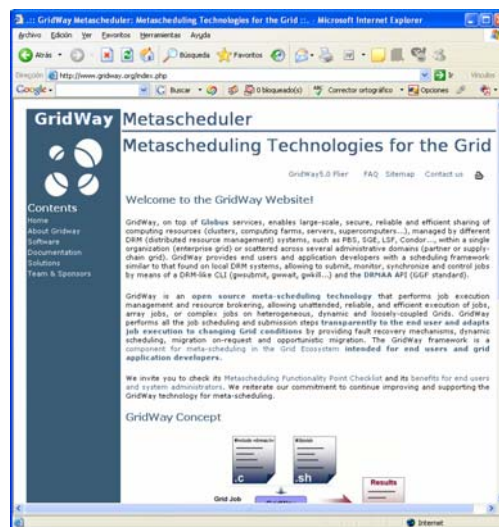 .:: GridWay Metascheduler: Metascheduling Technologies for the Grid ::. - Microsoft Internet Explorer
Archivo Edición Ver Favoritos Herramientas Ayuda
Atrás Búsqueda Favoritos
Dirección http://www.gridway.org/index.php Ir Vínculos
Google Buscar 0 bloqueado(s) Corrector ortográfico Opciones
GridWay Metascheduler
Metascheduling Technologies for the Grid
GridWay5.0 Flier FAQ Sitemap Contact us
Contents
Home
About Gridway
Software
Documentation
Solutions
Team & Sponsors
Welcome to the GridWay Website!
GridWay, on top of Globus services, enables large-scale, secure, reliable and efficient sharing of
computing resources (clusters, computing farms, servers, supercomputers...), managed by different
DRM (distributed resource management) systems, such as PBS, SGE, LSF, Condor..., within a single
organization (enterprise grid) or scattered across several administrative domains (partner or supply-
chain grid). GridWay provides end users and application developers with a scheduling framework
similar to that found on local DRM systems, allowing to submit, monitor, synchronize and control jobs
by means of a DRM-like CLI (gwsubmit, gwwait, gwkill...) and the DRMAA API (GGF standard).
GridWay is an open source meta-scheduling technology that performs job execution
management and resource brokering, allowing unattended, reliable, and efficient execution of jobs,
array jobs, or complex jobs on heterogeneous, dynamic and loosely-coupled Grids. GridWay
performs all the job scheduling and submission steps transparently to the end user and adapts
job execution to changing Grid conditions by providing fault recovery mechanisms, dynamic
scheduling, migration on-request and opportunistic migration. The GridWay framework is a
component for meta-scheduling in the Grid Ecosystem intended for end users and grid
application developers.
We invite you to check its Metascheduling Functionality Point Checklist and its benefits for end users
and system administrators. We reiterate our commitment to continue improving and supporting the
GridWay technology for meta-scheduling.
GridWay Concept
.C
.sh
Results
Grid Job
Internet